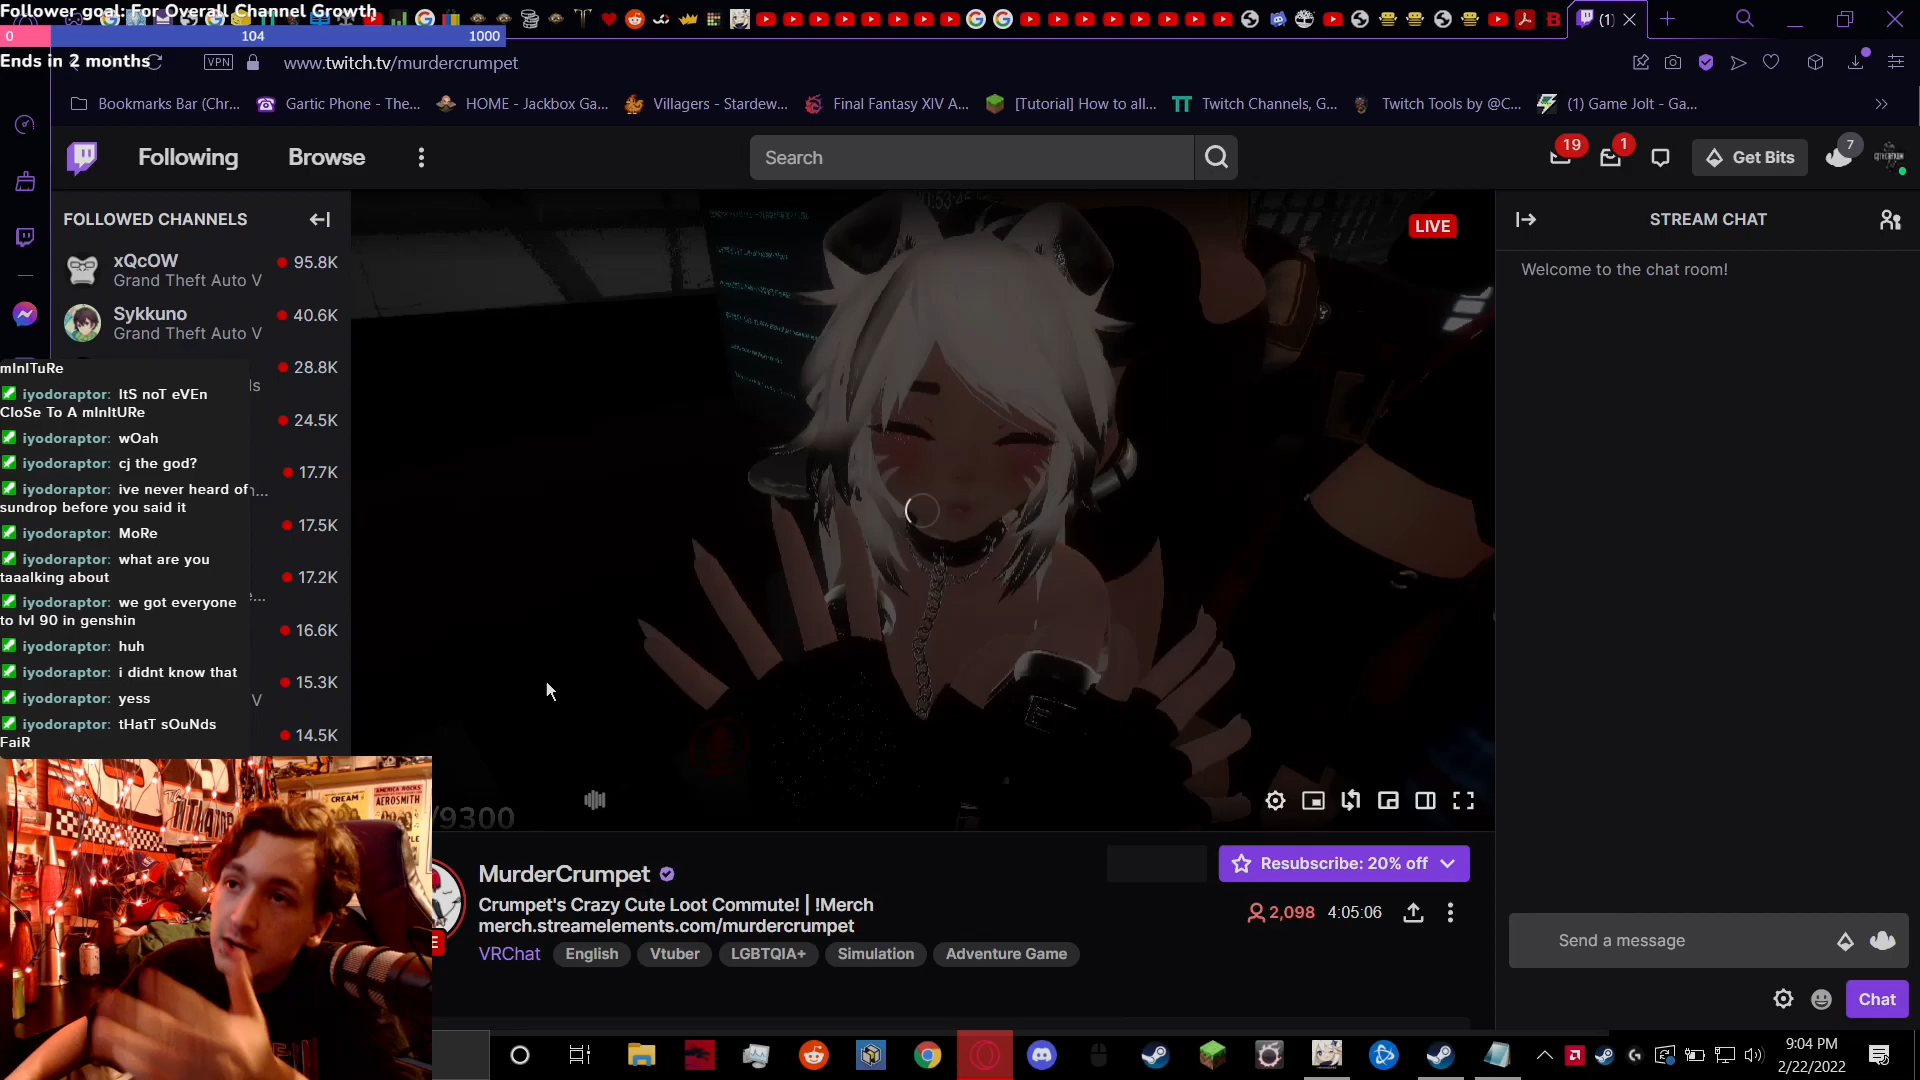 Follower goal: For Overall Channel Growth
0 104 1000
Ends in 2 months
VPN
www.twitch.tv/murdercrumpet
(1)
Bookmarks Bar (Chr...
Gartic Phone - The...
HOME - Jackbox Ga...
Villagers - Stardew...
Final Fantasy XIV A...
[Tutorial] How to all...
Twitch Channels, G...
Twitch Tools by @C...
(1) Game Jolt - Ga...
Following
Browse
Search
19
1
Get Bits
7
FOLLOWED CHANNELS
xQcOW
Grand Theft Auto V
95.8K
Sykkuno
Grand Theft Auto V
40.6K
28.8K
24.5K
17.7K
17.5K
17.2K
16.6K
15.3K
14.5K
mInITuRe
iyodoraptor: ItS noT eVEn
CloSe To A mInItURe
iyodoraptor: wOah
iyodoraptor: cj the god?
iyodoraptor: ive never heard of
sundrop before you said it
iyodoraptor: MoRe
iyodoraptor: what are you
taaalking about
iyodoraptor: we got everyone
to lvl 90 in genshin
iyodoraptor: huh
iyodoraptor: i didnt know that
iyodoraptor: yess
iyodoraptor: tHatT sOuNds
FaiR
LIVE
/9300
CREAM
AMERICA ROCKS
AEROSMITH
MurderCrumpet
Crumpet's Crazy Cute Loot Commute! | !Merch
merch.streamelements.com/murdercrumpet
VRChat
English
Vtuber
LGBTQIA+
Simulation
Adventure Game
Resubscribe: 20% off
2,098
4:05:06
STREAM CHAT
Welcome to the chat room!
Send a message
Chat
9:04 PM
2/22/2022